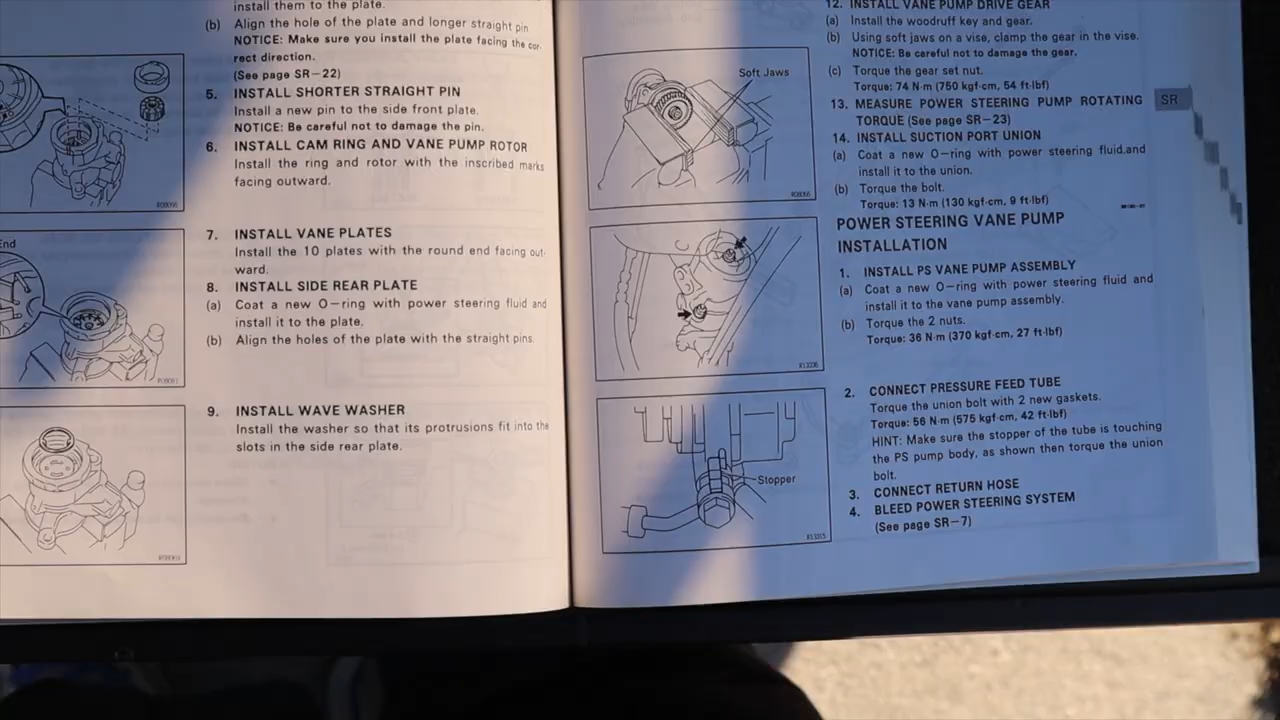 install them to the plate.
(b) Align the hole of the plate and longer straight pin
NOTICE: Make sure you install the plate facing the cor-
rect direction.
(See page SR-22)
5. INSTALL SHORTER STRAIGHT PIN
Install a new pin to the side front plate.
NOTICE: Be careful not to damage the pin.
6. INSTALL CAM RING AND VANE PUMP ROTOR
Install the ring and rotor with the inscribed marks
facing outward.
End
7. INSTALL VANE PLATES
Install the 10 plates with the round end facing out-
ward.
8. INSTALL SIDE REAR PLATE
(a) Coat a new O-ring with power steering fluid and
install it to the plate.
(b) Align the holes of the plate with the straight pins.
9. INSTALL WAVE WASHER
Install the washer so that its protrusions fit into the
slots in the side rear plate.
12. INSTALL VANE PUMP DRIVE GEAR
(a) Install the woodruff key and gear.
(b) Using soft jaws on a vise, clamp the gear in the vise.
NOTICE: Be careful not to damage the gear.
(c) Torque the gear set nut.
Torque: 74 N·m (750 kgf·cm, 54 ft·lbf)
Soft Jaws
13. MEASURE POWER STEERING PUMP ROTATING
TORQUE (See page SR-23)
SR
14. INSTALL SUCTION PORT UNION
(a) Coat a new O-ring with power steering fluid.and
install it to the union.
(b) Torque the bolt.
Torque: 13 N·m (130 kgf·cm, 9 ft·lbf)
POWER STEERING VANE PUMP
INSTALLATION
1. INSTALL PS VANE PUMP ASSEMBLY
(a) Coat a new O-ring with power steering fluid and
install it to the vane pump assembly.
(b) Torque the 2 nuts.
Torque: 36 N·m (370 kgf·cm, 27 ft·lbf)
2. CONNECT PRESSURE FEED TUBE
Torque the union bolt with 2 new gaskets.
Torque: 56 N·m (575 kgf·cm, 42 ft·lbf)
HINT: Make sure the stopper of the tube is touching
the PS pump body, as shown then torque the union
bolt.
Stopper
3. CONNECT RETURN HOSE
4. BLEED POWER STEERING SYSTEM
(See page SR-7)